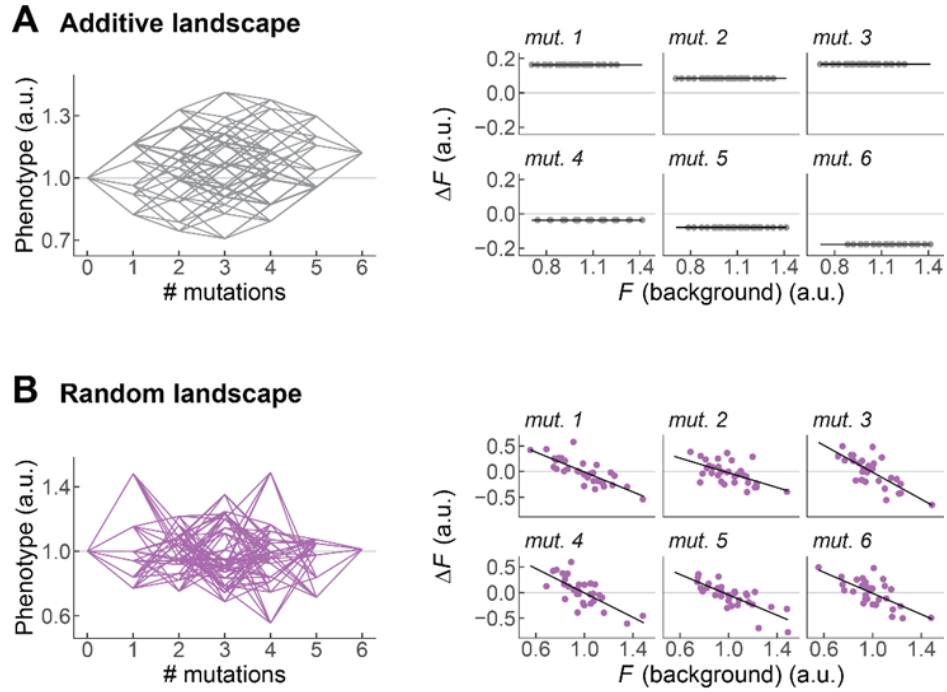 A Additive landscape
Phenotype (a.u.)
1.3
1.0
0.7
0 1 2 3 4 5 6
# mutations
mut. 1 mut. 2 mut. 3
ΔF (a.u.)
0.2
0.0
−0.2
mut. 4 mut. 5 mut. 6
0.2
0.0
−0.2
0.8 1.1 1.4 0.8 1.1 1.4 0.8 1.1 1.4
F (background) (a.u.)
B Random landscape
Phenotype (a.u.)
1.4
1.0
0.6
0 1 2 3 4 5 6
# mutations
mut. 1 mut. 2 mut. 3
ΔF (a.u.)
0.5
0.0
−0.5
mut. 4 mut. 5 mut. 6
0.5
0.0
−0.5
0.6 1.0 1.4 0.6 1.0 1.4 0.6 1.0 1.4
F (background) (a.u.)